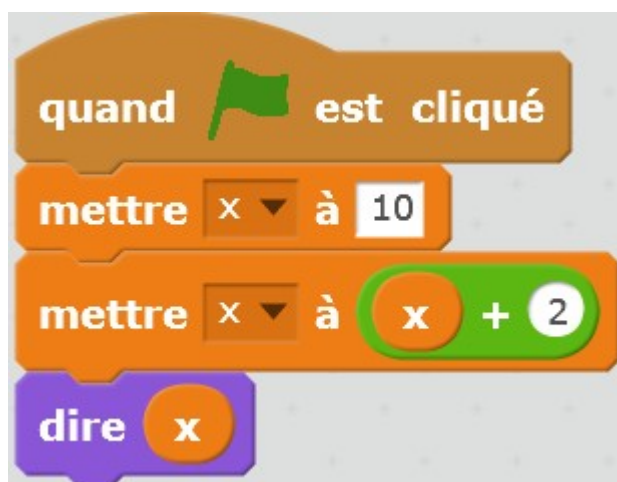 quand est cliqué
mettre x à 10
mettre x à x + 2
dire x